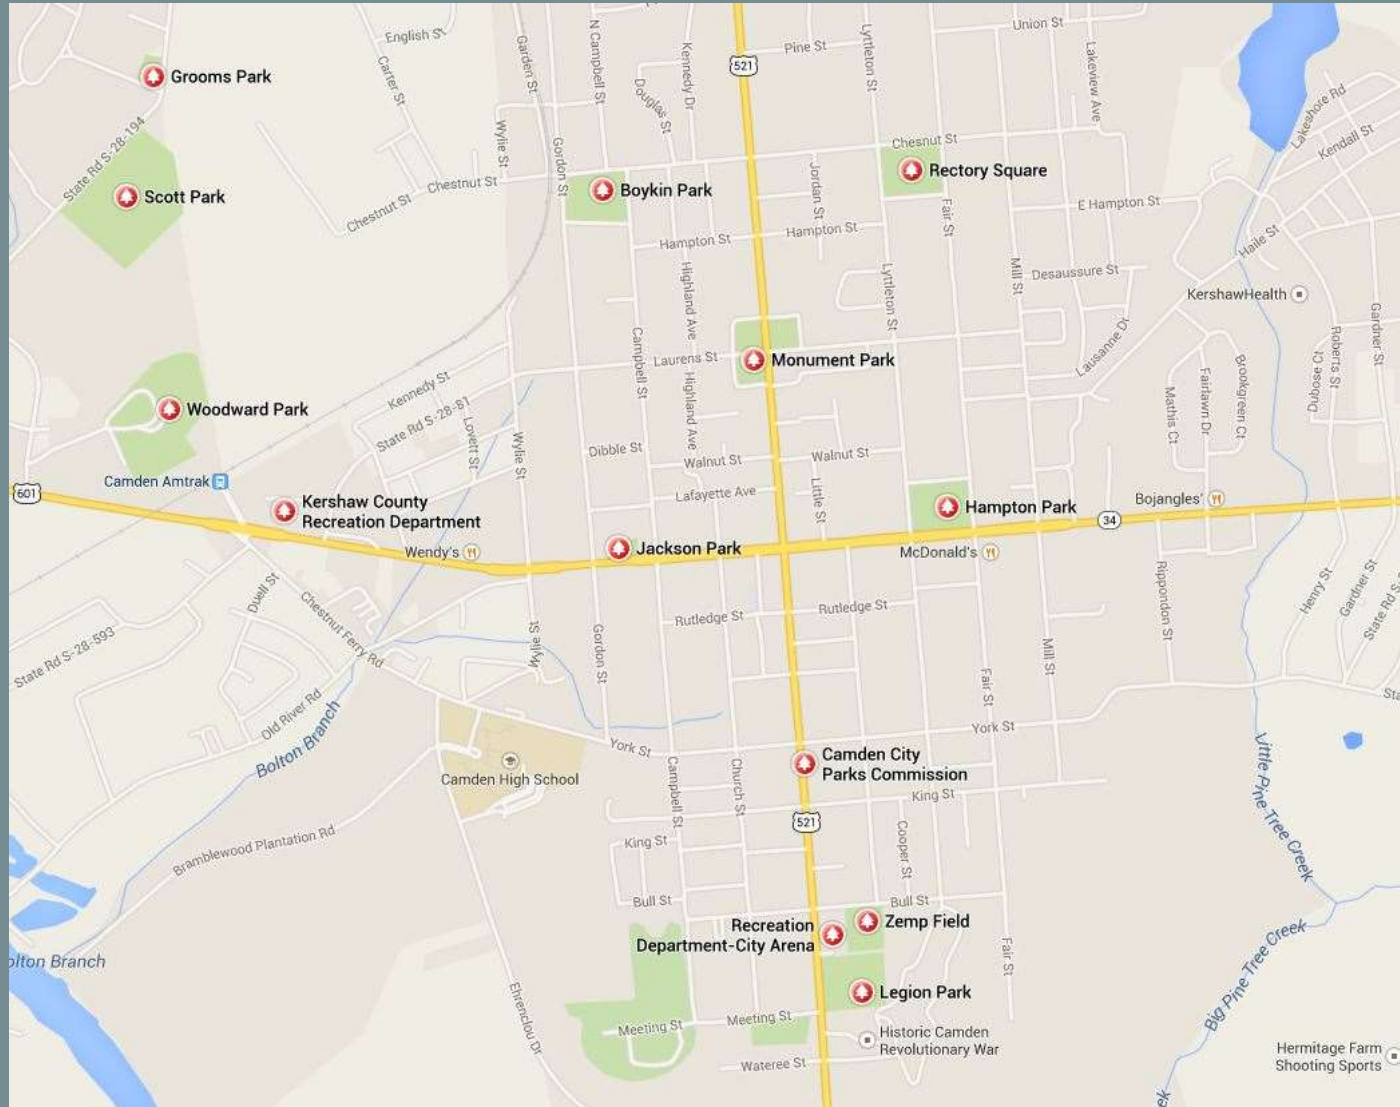 English St
Garden St
N Campbell St
Kennedy Dr
521
Pine St
Lyttleton St
Union St
Lakeview Ave
Grooms Park
Carter St
Douglas St
Lakeshore Rd
Kendall St
State Rd S-28-194
Wylie St
Gordon St
Chesnut St
Jordan St
Rectory Square
Scott Park
Chestnut St
Chestnut St
Boykin Park
Fair St
E Hampton St
Hampton St
Hampton St
Haile St
Highland Ave
Lyttleton St
Mill St
Desaussure St
KershawHealth
Gardner St
Campbell St
Laurens St
Monument Park
Lausanne Dr
Roberts St
Dubose Ct
Kennedy St
Highland Ave
Woodward Park
State Rd S-28-81
Lovett St
Wylie St
Mathis Ct
Fairlawn Dr
Brookgreen Ct
Dibble St
Walnut St
Walnut St
Camden Amtrak
601
Kershaw County
Recreation Department
Lafayette Ave
Little St
Hampton Park
Bojangles'
34
Wendy's
Jackson Park
McDonald's
Duell St
Chestnut Ferry Rd
Rutledge St
Rutledge St
Rippondon St
Henry St
Gardner St
State Rd S-
State Rd S-28-593
Wylie St
Gordon St
Mill St
Fair St
Old River Rd
Bolton Branch
York St
York St
Sta
Camden High School
Camden City
Parks Commission
Little Pine Tree Creek
Campbell St
Church St
King St
521
Bramblewood Plantation Rd
King St
Cooper St
Bull St
Bull St
Recreation
Department-City Arena
Zemp Field
Fair St
Big Pine Tree Creek
olton Branch
Ehrenclou Dr
Legion Park
Meeting St
Meeting St
Historic Camden
Revolutionary War
Wateree St
Hermitage Farm
Shooting Sports
ek